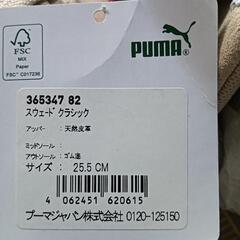 FSC
MIX
Paper
FSC™ C017236
PUMA
365347 82
スウェード クラシック
アッパー: 天然皮革
ミッドソール:
アウトソール: ゴム底
サイズ: 25.5 CM
4 062451 620615
プーマジャパン株式会社 0120-125150